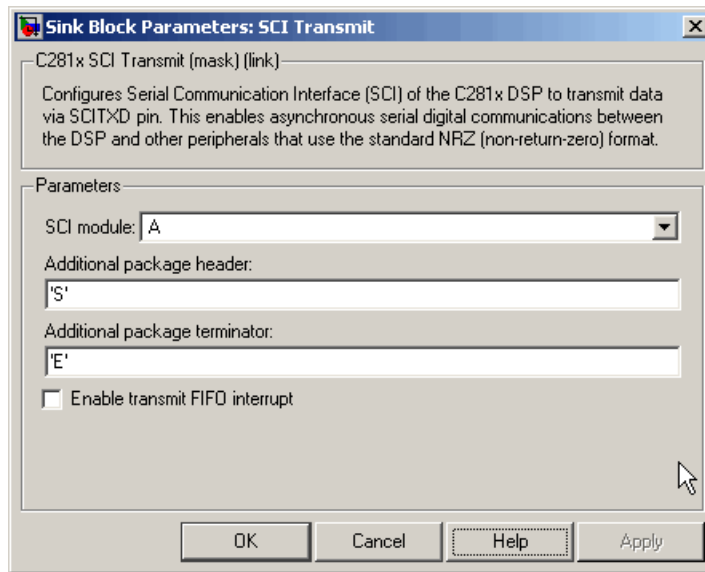 Sink Block Parameters: SCI Transmit
C281x SCI Transmit (mask) (link)
Configures Serial Communication Interface (SCI) of the C281x DSP to transmit data
via SCITXD pin. This enables asynchronous serial digital communications between
the DSP and other peripherals that use the standard NRZ (non-return-zero) format.
Parameters
SCI module: A
Additional package header:
'S'
Additional package terminator:
'E'
Enable transmit FIFO interrupt
OK Cancel Help Apply